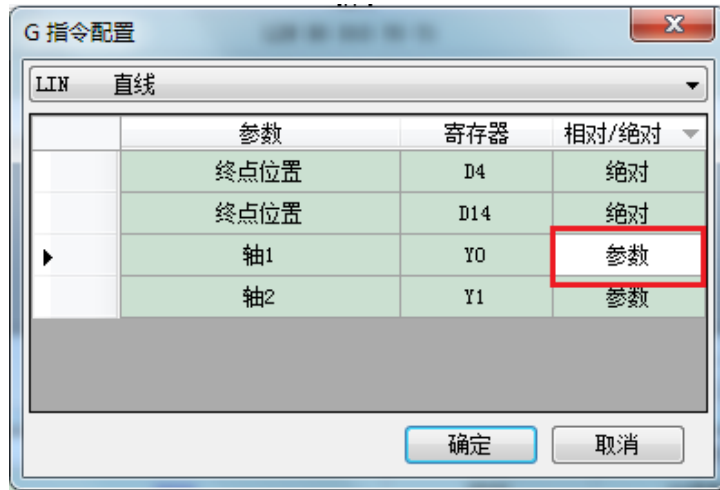 G 指令配置
LIN 直线
参数 寄存器 相对/绝对
终点位置 D4 绝对
终点位置 D14 绝对
轴1 Y0 参数
轴2 Y1 参数
确定 取消